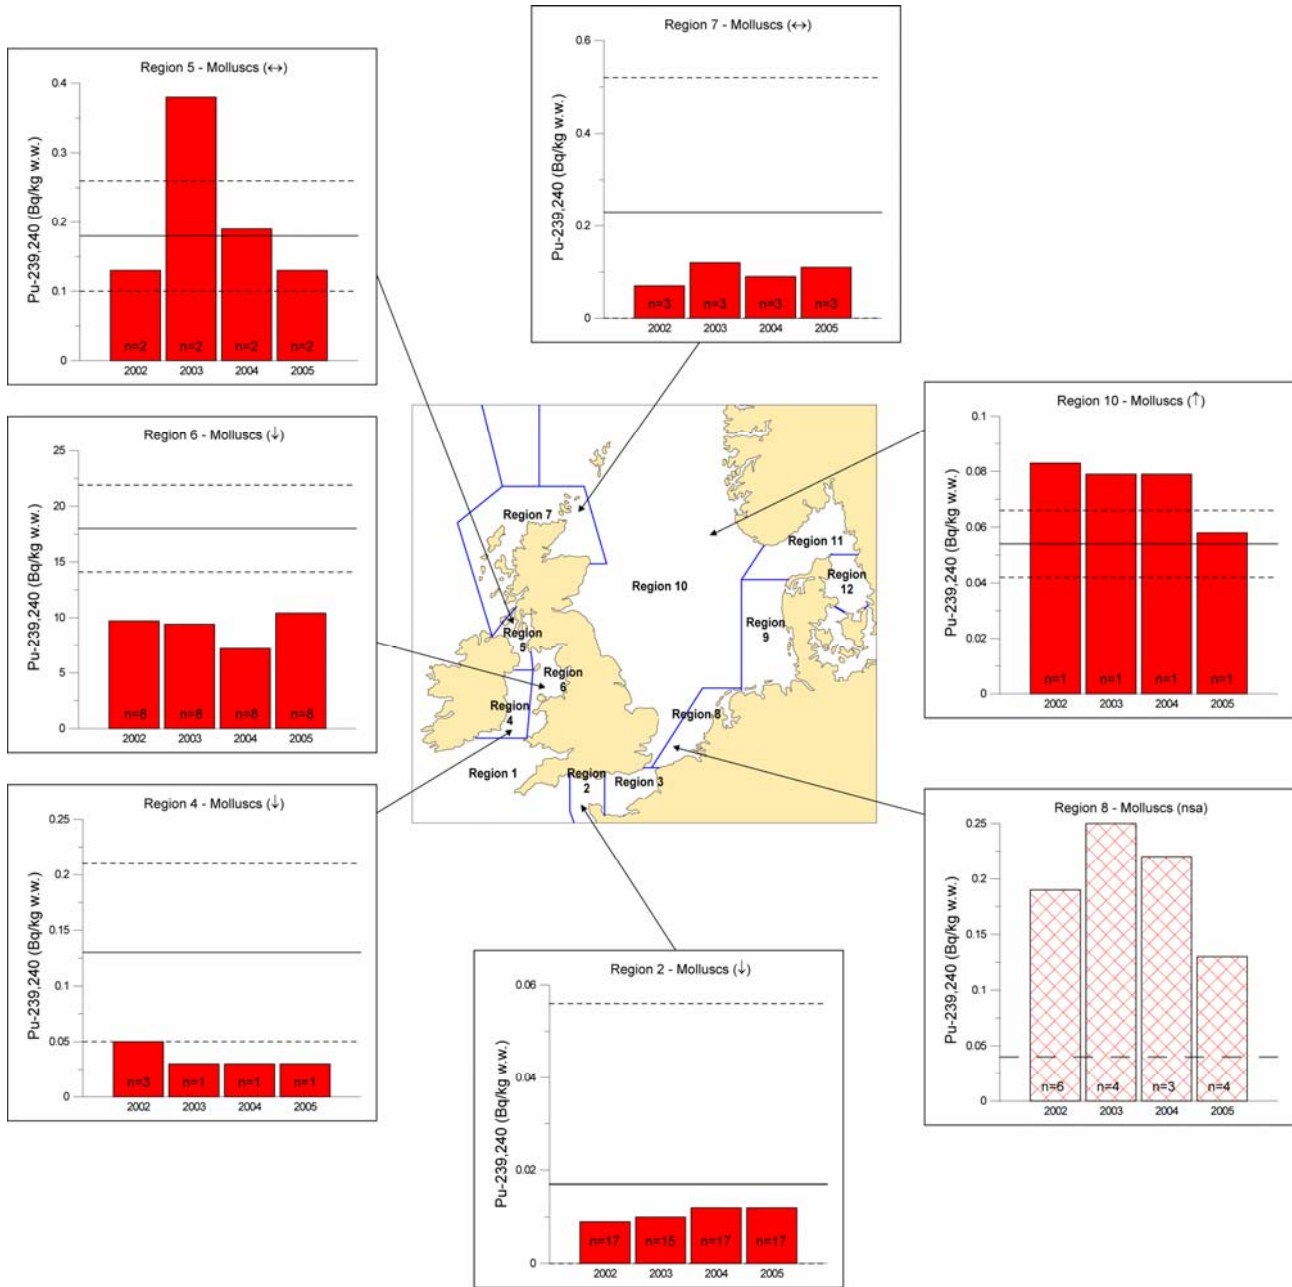 Region 7 - Molluscs (↔)
Pu-239,240 (Bq/kg w.w.)
0.6
0.4
0.2
0
n=3 n=3 n=3 n=3
2002 2003 2004 2005
Region 5 - Molluscs (↔)
Pu-239,240 (Bq/kg w.w.)
0.4
0.3
0.2
0.1
0
n=2 n=2 n=2 n=2
2002 2003 2004 2005
Region 6 - Molluscs (↓)
Pu-239,240 (Bq/kg w.w.)
25
20
15
10
5
0
n=8 n=8 n=8 n=8
2002 2003 2004 2005
Region 4 - Molluscs (↓)
Pu-239,240 (Bq/kg w.w.)
0.25
0.2
0.15
0.1
0.05
0
n=3 n=1 n=1 n=1
2002 2003 2004 2005
Region 7
Region 11
Region 10
Region
12
Region
5
Region
9
Region
6
Region
4
Region 8
Region 1
Region
2
Region 3
Region 10 - Molluscs (↑)
Pu-239,240 (Bq/kg w.w.)
0.1
0.08
0.06
0.04
0.02
0
n=1 n=1 n=1 n=1
2002 2003 2004 2005
Region 8 - Molluscs (nsa)
Pu-239,240 (Bq/kg w.w.)
0.25
0.2
0.15
0.1
0.05
0
n=6 n=4 n=3 n=4
2002 2003 2004 2005
Region 2 - Molluscs (↓)
Pu-239,240 (Bq/kg w.w.)
0.06
0.04
0.02
0
n=17 n=15 n=17 n=17
2002 2003 2004 2005